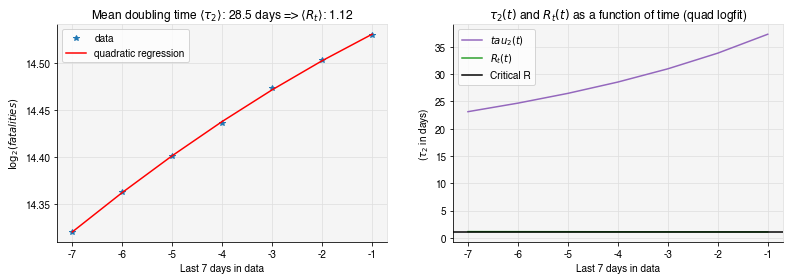 Mean doubling time ⟨τ₂⟩: 28.5 days => ⟨Rₜ⟩: 1.12
data
quadratic regression
log₂(fatalities)
14.50
14.45
14.40
14.35
-7 -6 -5 -4 -3 -2 -1
Last 7 days in data
τ₂(t) and Rₜ(t) as a function of time (quad logfit)
tau₂(t)
Rₜ(t)
Critical R
(τ₂ in days)
35
30
25
20
15
10
5
0
-7 -6 -5 -4 -3 -2 -1
Last 7 days in data